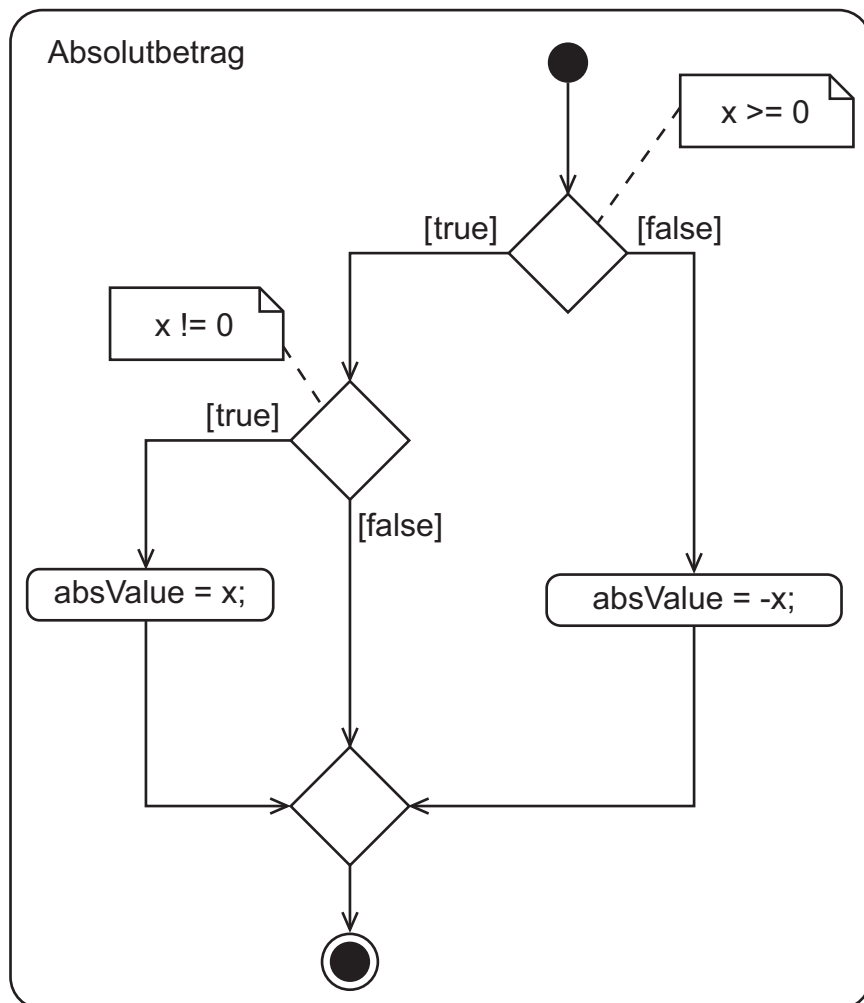 Absolutbetrag
x >= 0
[true]
[false]
x != 0
[true]
[false]
absValue = x;
absValue = -x;